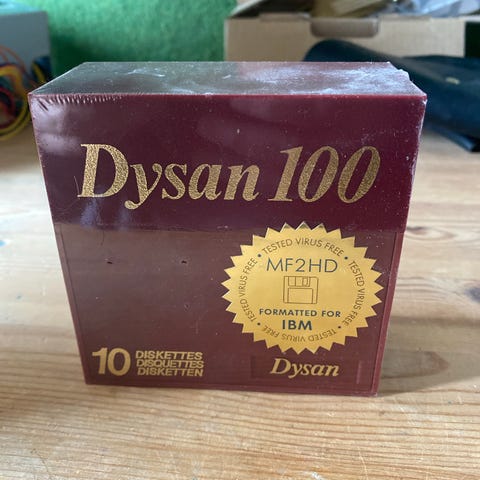 Dysan 100
• TESTED VIRUS FREE • TESTED VIRUS FREE • TESTED VIRUS FREE • TESTED VIRUS FREE
MF2HD
FORMATTED FOR
IBM
10 DISKETTES
DISQUETTES
DISKETTEN
Dysan